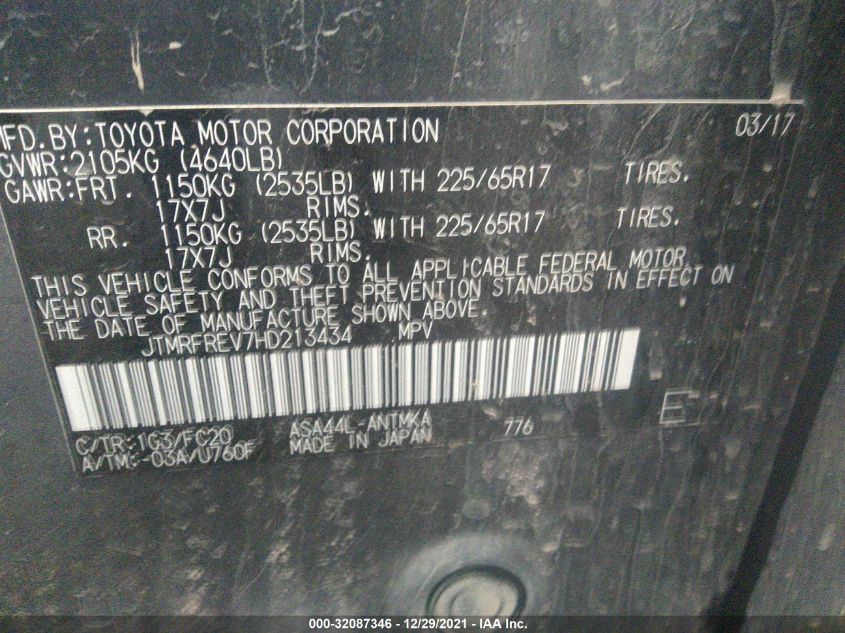 MFD.BY:TOYOTA MOTOR CORPORATION 03/17
GVWR:2105KG (4640LB)
GAWR:FRT. 1150KG (2535LB) WITH 225/65R17 TIRES.
17X7J RIMS.
RR. 1150KG (2535LB) WITH 225/65R17 TIRES.
17X7J RIMS.
THIS VEHICLE CONFORMS TO ALL APPLICABLE FEDERAL MOTOR
VEHICLE SAFETY AND THEFT PREVENTION STANDARDS IN EFFECT ON
THE DATE OF MANUFACTURE SHOWN ABOVE.
JTMRFREV7HD213434 MPV
C/TR:1G3/FC20 ASA44L-ANTMKA 776 E
A/TM:-03A/U760F MADE IN JAPAN
000-32087346 - 12/29/2021 - IAA Inc.